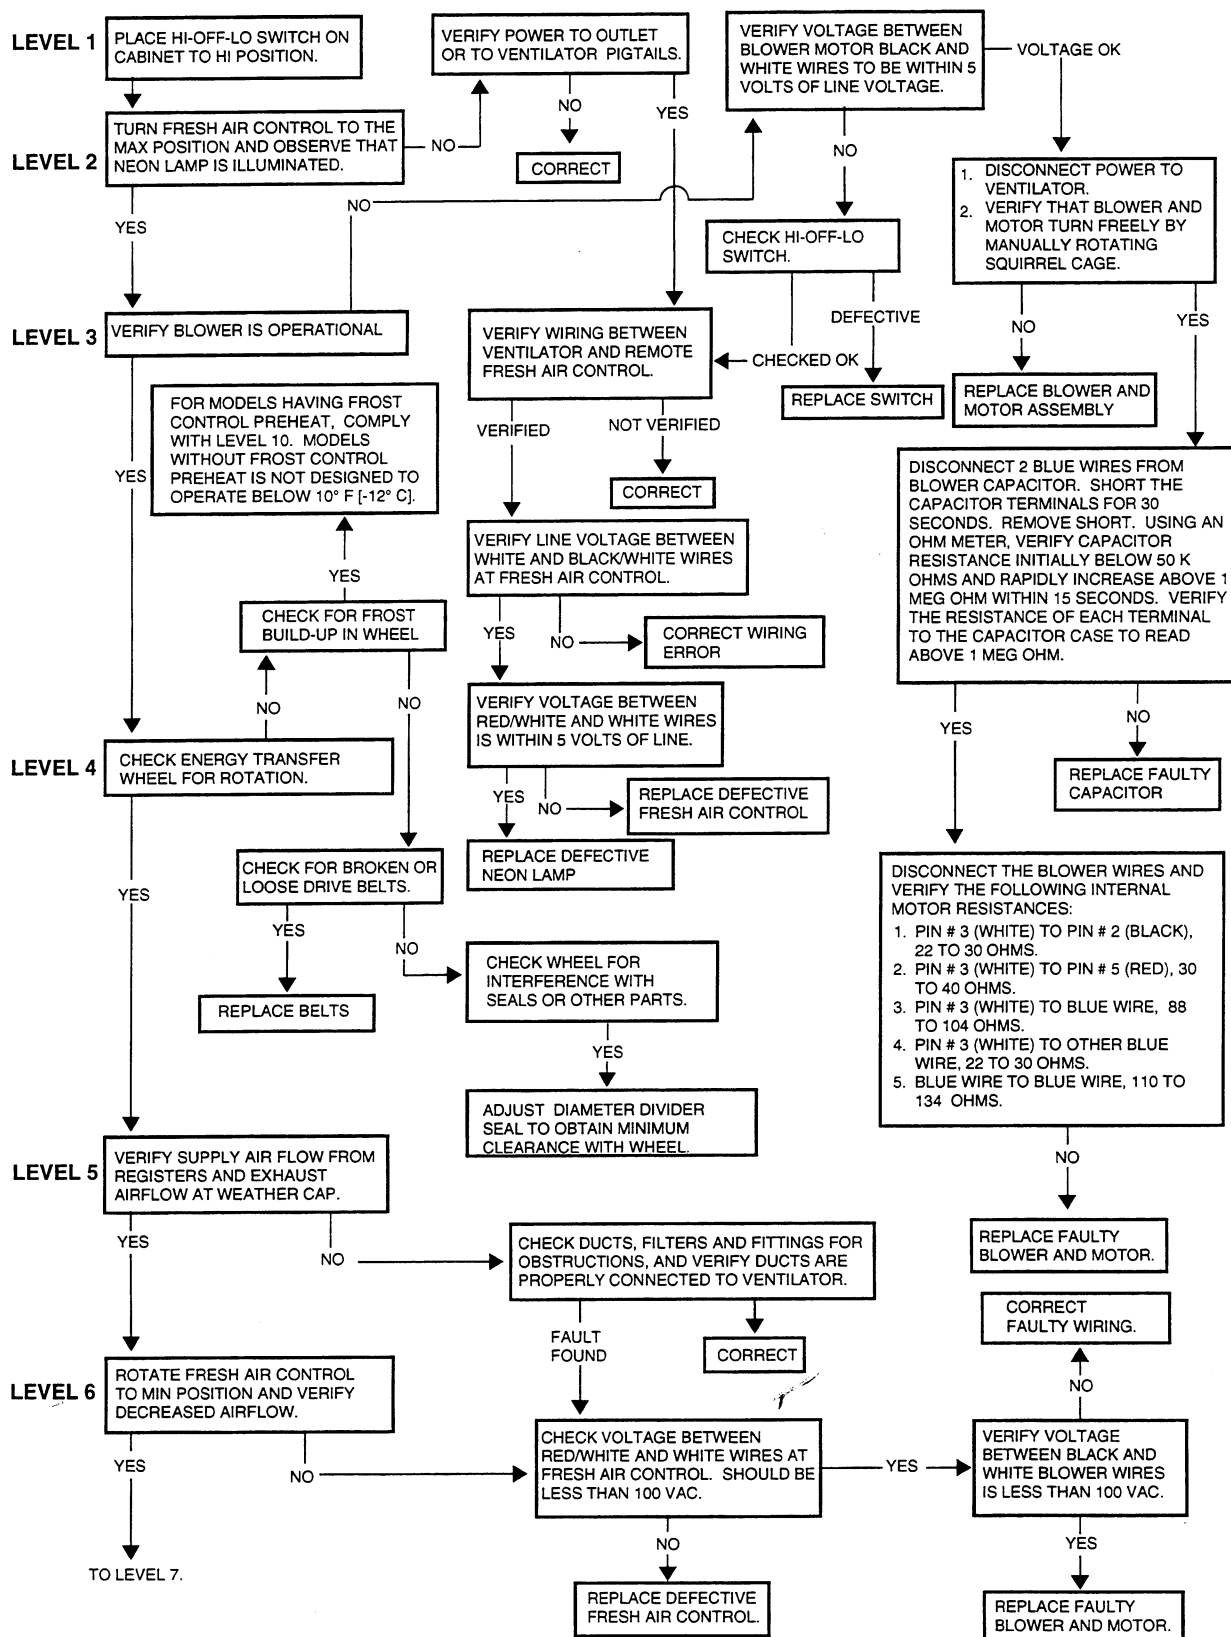 LEVEL 1
PLACE HI-OFF-LO SWITCH ON
CABINET TO HI POSITION.
VERIFY POWER TO OUTLET
OR TO VENTILATOR PIGTAILS.
VERIFY VOLTAGE BETWEEN
BLOWER MOTOR BLACK AND
WHITE WIRES TO BE WITHIN 5
VOLTS OF LINE VOLTAGE.
VOLTAGE OK
NO
YES
LEVEL 2
TURN FRESH AIR CONTROL TO THE
MAX POSITION AND OBSERVE THAT
NEON LAMP IS ILLUMINATED.
NO
CORRECT
NO
1. DISCONNECT POWER TO
VENTILATOR.
2. VERIFY THAT BLOWER AND
MOTOR TURN FREELY BY
MANUALLY ROTATING
SQUIRREL CAGE.
YES
NO
CHECK HI-OFF-LO
SWITCH.
LEVEL 3
VERIFY BLOWER IS OPERATIONAL
VERIFY WIRING BETWEEN
VENTILATOR AND REMOTE
FRESH AIR CONTROL.
DEFECTIVE
CHECKED OK
NO
YES
REPLACE SWITCH
REPLACE BLOWER AND
MOTOR ASSEMBLY
FOR MODELS HAVING FROST
CONTROL PREHEAT, COMPLY
WITH LEVEL 10. MODELS
WITHOUT FROST CONTROL
PREHEAT IS NOT DESIGNED TO
OPERATE BELOW 10° F [-12° C].
YES
VERIFIED
NOT VERIFIED
CORRECT
DISCONNECT 2 BLUE WIRES FROM
BLOWER CAPACITOR. SHORT THE
CAPACITOR TERMINALS FOR 30
SECONDS. REMOVE SHORT. USING AN
OHM METER, VERIFY CAPACITOR
RESISTANCE INITIALLY BELOW 50 K
OHMS AND RAPIDLY INCREASE ABOVE 1
MEG OHM WITHIN 15 SECONDS. VERIFY
THE RESISTANCE OF EACH TERMINAL
TO THE CAPACITOR CASE TO READ
ABOVE 1 MEG OHM.
VERIFY LINE VOLTAGE BETWEEN
WHITE AND BLACK/WHITE WIRES
AT FRESH AIR CONTROL.
YES
CHECK FOR FROST
BUILD-UP IN WHEEL
YES
NO
CORRECT WIRING
ERROR
NO
NO
VERIFY VOLTAGE BETWEEN
RED/WHITE AND WHITE WIRES
IS WITHIN 5 VOLTS OF LINE.
YES
NO
LEVEL 4
CHECK ENERGY TRANSFER
WHEEL FOR ROTATION.
REPLACE FAULTY
CAPACITOR
YES
NO
REPLACE DEFECTIVE
FRESH AIR CONTROL
REPLACE DEFECTIVE
NEON LAMP
YES
CHECK FOR BROKEN OR
LOOSE DRIVE BELTS.
YES
NO
REPLACE BELTS
CHECK WHEEL FOR
INTERFERENCE WITH
SEALS OR OTHER PARTS.
YES
ADJUST DIAMETER DIVIDER
SEAL TO OBTAIN MINIMUM
CLEARANCE WITH WHEEL.
DISCONNECT THE BLOWER WIRES AND
VERIFY THE FOLLOWING INTERNAL
MOTOR RESISTANCES:
1. PIN # 3 (WHITE) TO PIN # 2 (BLACK),
22 TO 30 OHMS.
2. PIN # 3 (WHITE) TO PIN # 5 (RED), 30
TO 40 OHMS.
3. PIN # 3 (WHITE) TO BLUE WIRE, 88
TO 104 OHMS.
4. PIN # 3 (WHITE) TO OTHER BLUE
WIRE, 22 TO 30 OHMS.
5. BLUE WIRE TO BLUE WIRE, 110 TO
134 OHMS.
NO
REPLACE FAULTY
BLOWER AND MOTOR.
LEVEL 5
VERIFY SUPPLY AIR FLOW FROM
REGISTERS AND EXHAUST
AIRFLOW AT WEATHER CAP.
YES
NO
CHECK DUCTS, FILTERS AND FITTINGS FOR
OBSTRUCTIONS, AND VERIFY DUCTS ARE
PROPERLY CONNECTED TO VENTILATOR.
FAULT
FOUND
CORRECT
CORRECT
FAULTY WIRING.
NO
LEVEL 6
ROTATE FRESH AIR CONTROL
TO MIN POSITION AND VERIFY
DECREASED AIRFLOW.
YES
NO
CHECK VOLTAGE BETWEEN
RED/WHITE AND WHITE WIRES AT
FRESH AIR CONTROL. SHOULD BE
LESS THAN 100 VAC.
YES
VERIFY VOLTAGE
BETWEEN BLACK AND
WHITE BLOWER WIRES
IS LESS THAN 100 VAC.
NO
YES
TO LEVEL 7.
REPLACE DEFECTIVE
FRESH AIR CONTROL.
REPLACE FAULTY
BLOWER AND MOTOR.